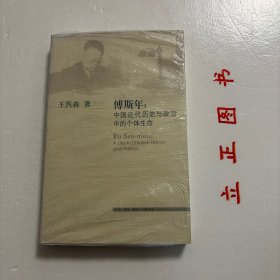 王汎森 著
傅斯年：
中国近代历史与政治
中的个体生命
Fu Ssu-nien:
A Life in Chinese History
and Politics
立正图书